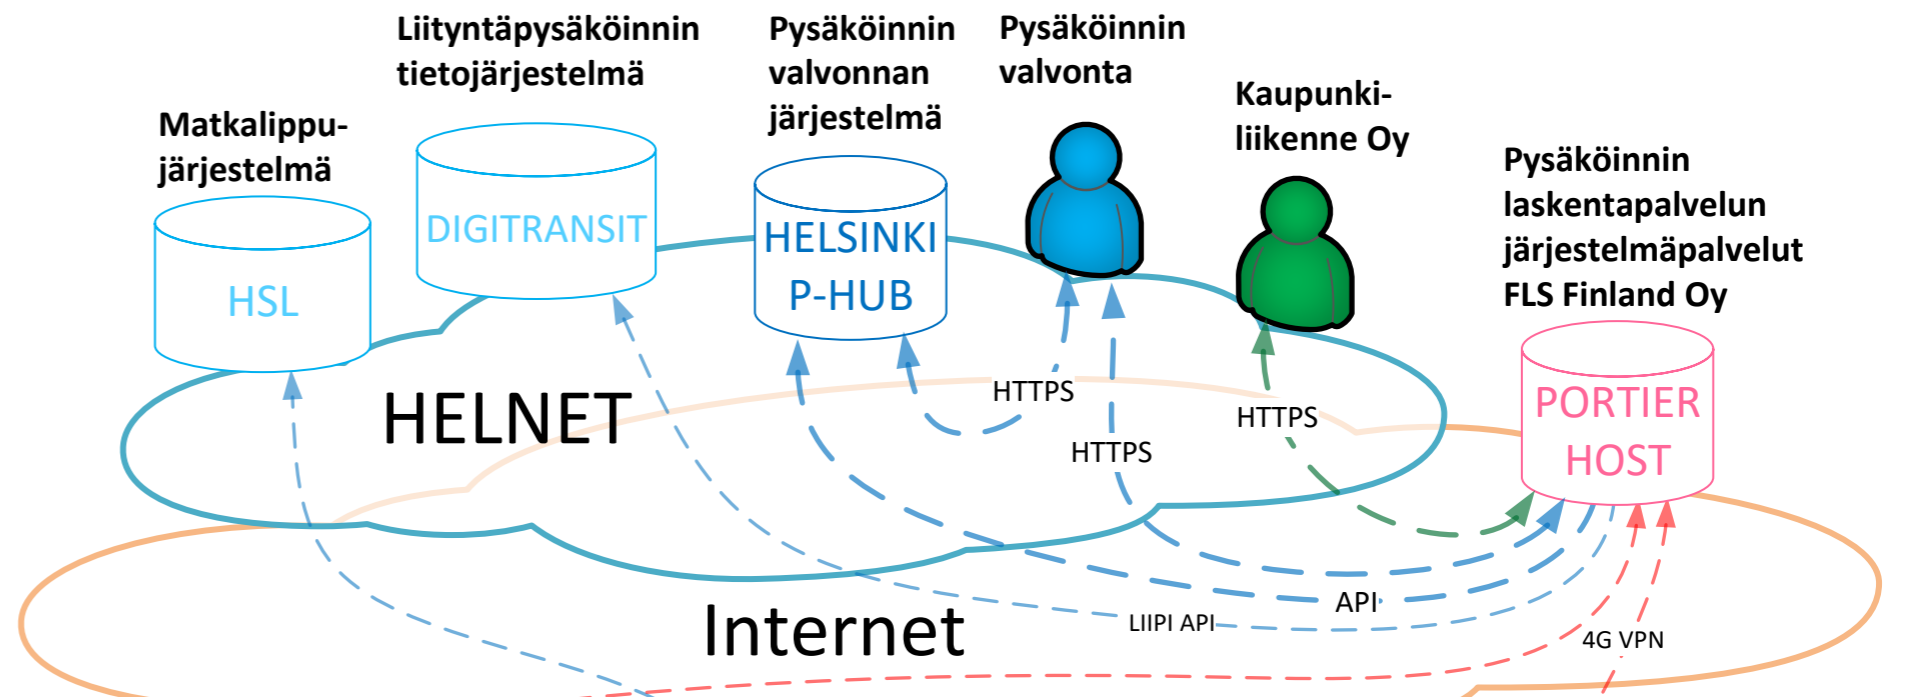 Liityntäpysäköinnin
tietojärjestelmä
Pysäköinnin
valvonnan
järjestelmä
Pysäköinnin
valvonta
Kaupunki-
liikenne Oy
Matkalippu-
järjestelmä
Pysäköinnin
laskentapalvelun
järjestelmäpalvelut
FLS Finland Oy
HSL
DIGITRANSIT
HELSINKI
P-HUB
PORTIER
HOST
HELNET
HTTPS
HTTPS
HTTPS
API
LIIPI API
4G VPN
Internet